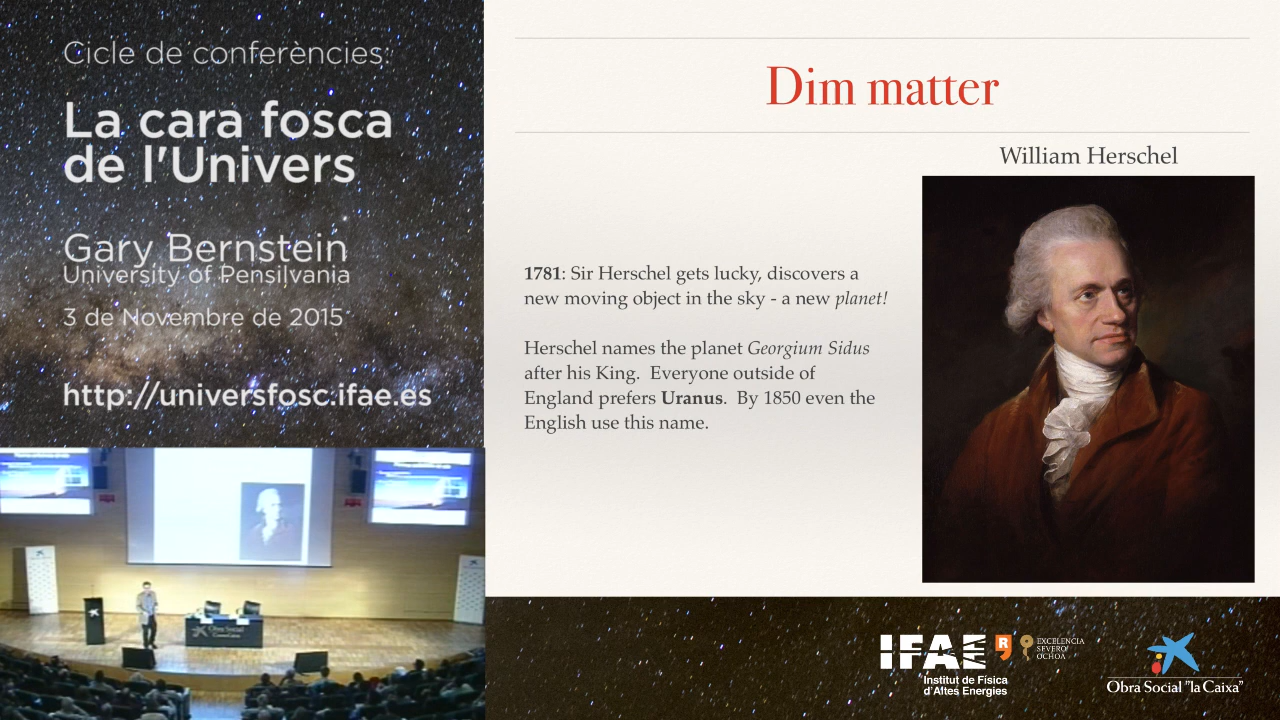 Cicle de conferències:
La cara fosca
de l'Univers
Gary Bernstein
University of Pensilvania
3 de Novembre de 2015
http://universfosc.ifae.es
Dim matter
William Herschel
1781: Sir Herschel gets lucky, discovers a
new moving object in the sky - a new planet!
Herschel names the planet Georgium Sidus
after his King. Everyone outside of
England prefers Uranus. By 1850 even the
English use this name.
Obra Social
IFAE
Institut de Física
d'Altes Energies
EXCELENCIA
SEVERO
OCHOA
Obra Social "la Caixa"